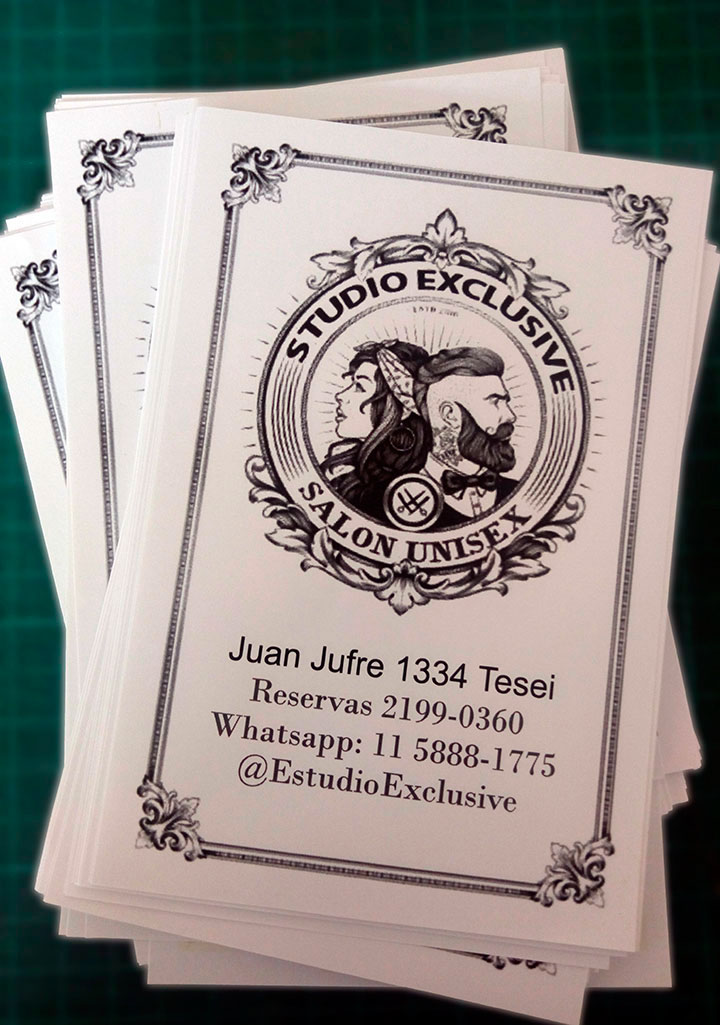 STUDIO EXCLUSIVE
SALON UNISEX
Juan Jufre 1334 Tesei
Reservas 2199-0360
Whatsapp: 11 5888-1775
@EstudioExclusive